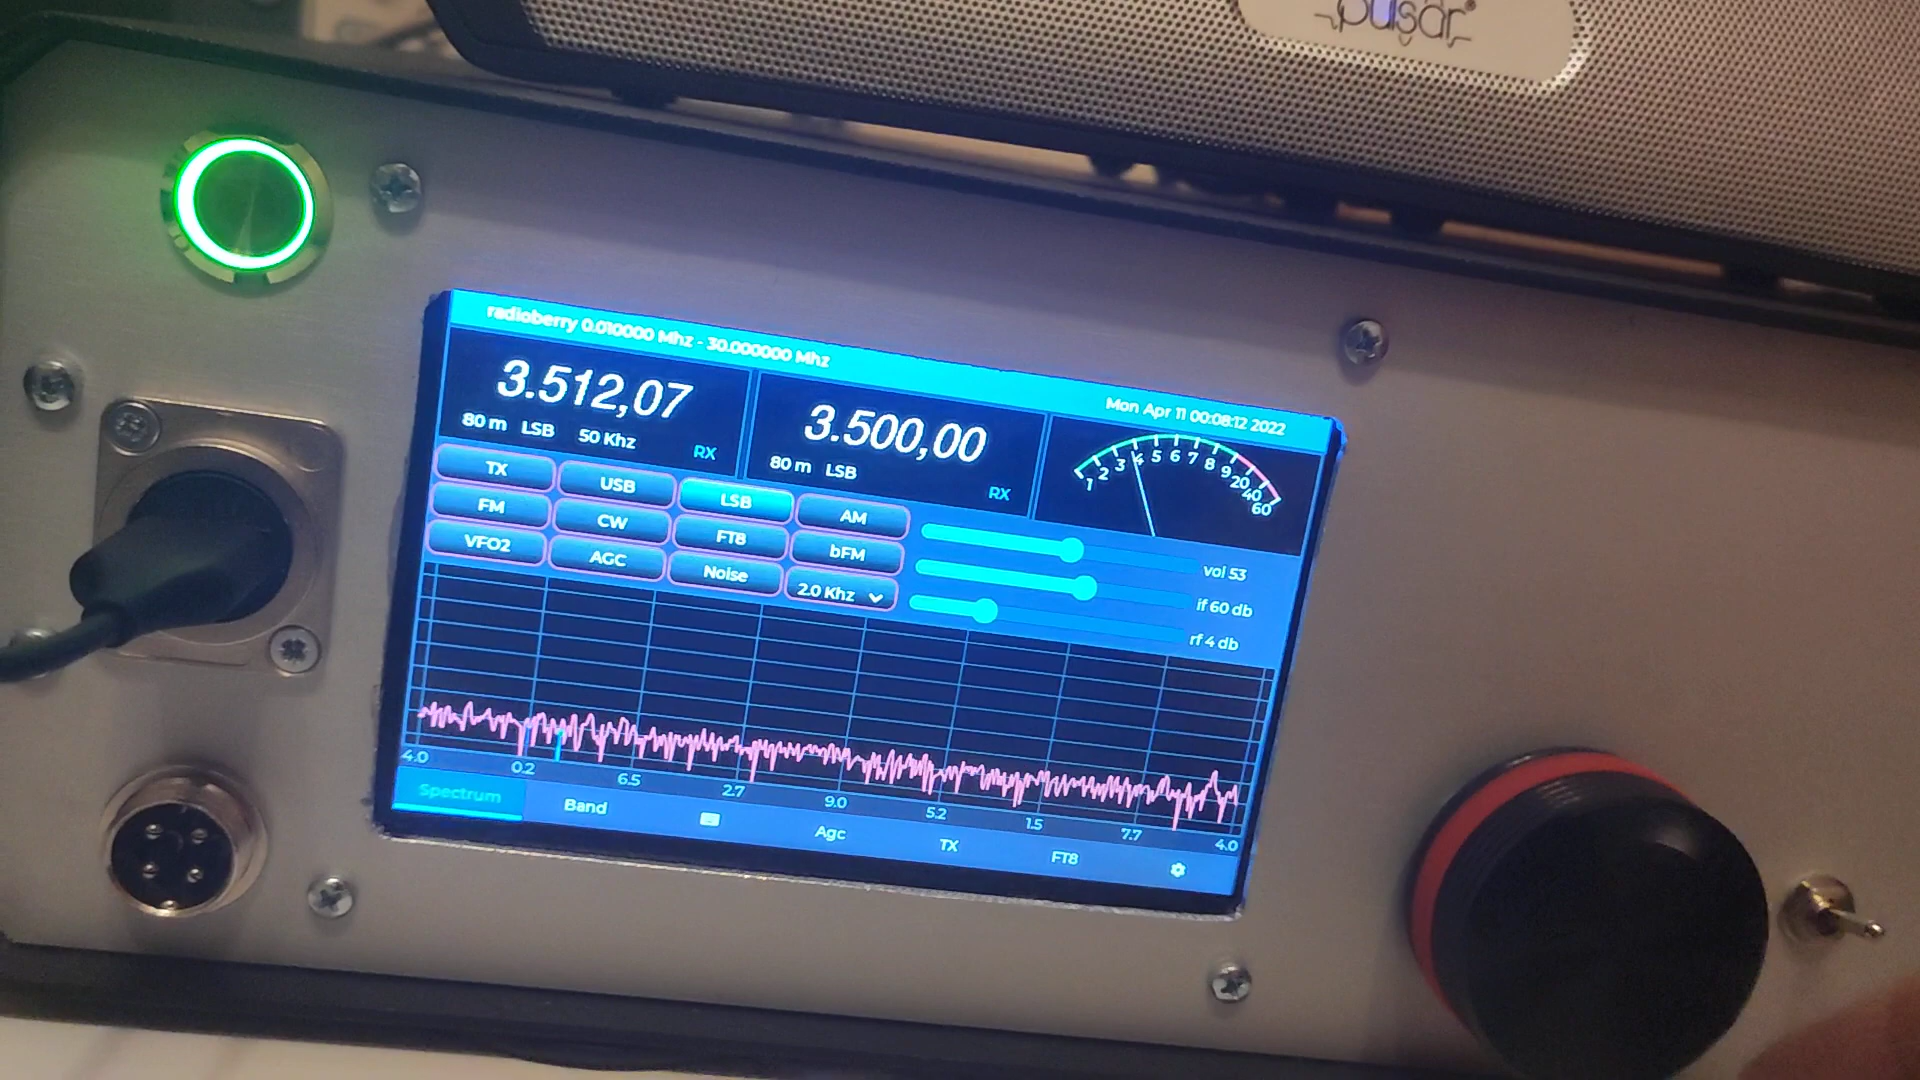 pulsar®
radioberry 0.010000 Mhz - 30.000000 Mhz
Mon Apr 11 00:08:12 2022
3.512,07
80 m LSB 50 Khz RX
3.500,00
80 m LSB RX
1 2 3 4 5 6 7 8 9 20 40 60
TX USB LSB AM
FM CW FT8 bFM
VFO2 AGC Noise 2.0 Khz
vol 53
if 60 db
rf 4 db
4.0 0.2 6.5 2.7 9.0 5.2 1.5 7.7 4.0
Spectrum Band Agc TX FT8